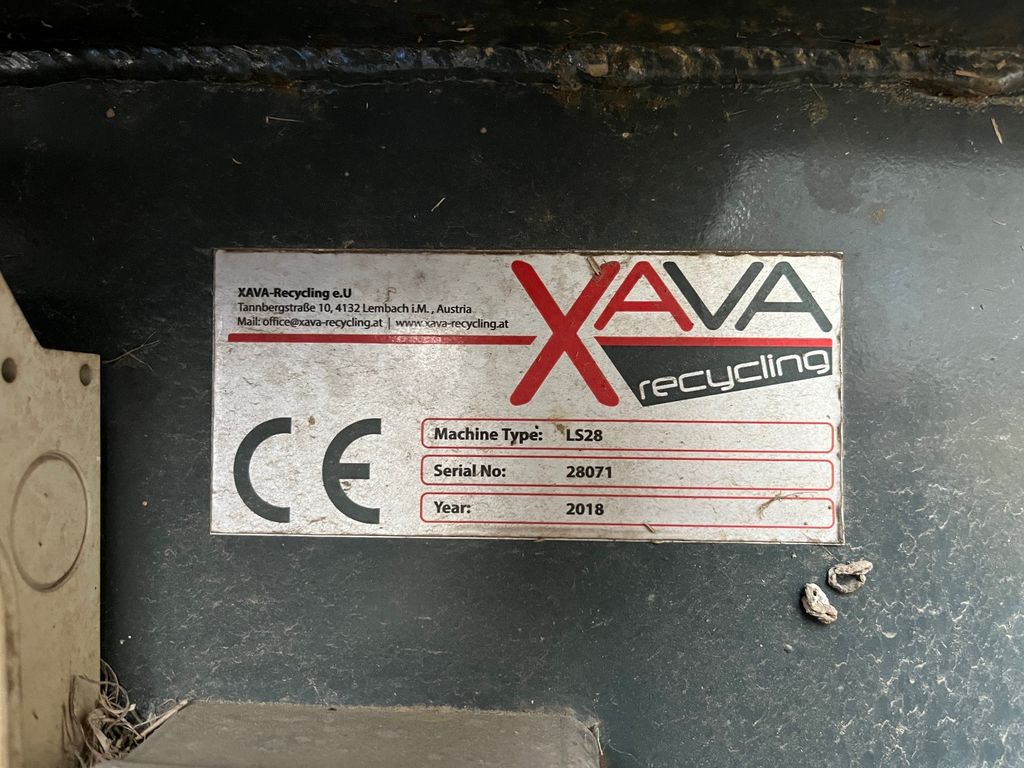 XAVA-Recycling e.U
Tannbergstraße 10, 4132 Lembach i.M. , Austria
Mail: office@xava-recycling.at | www.xava-recycling.at
XAVA
recycling
CE
Machine Type: LS28
Serial No: 28071
Year: 2018